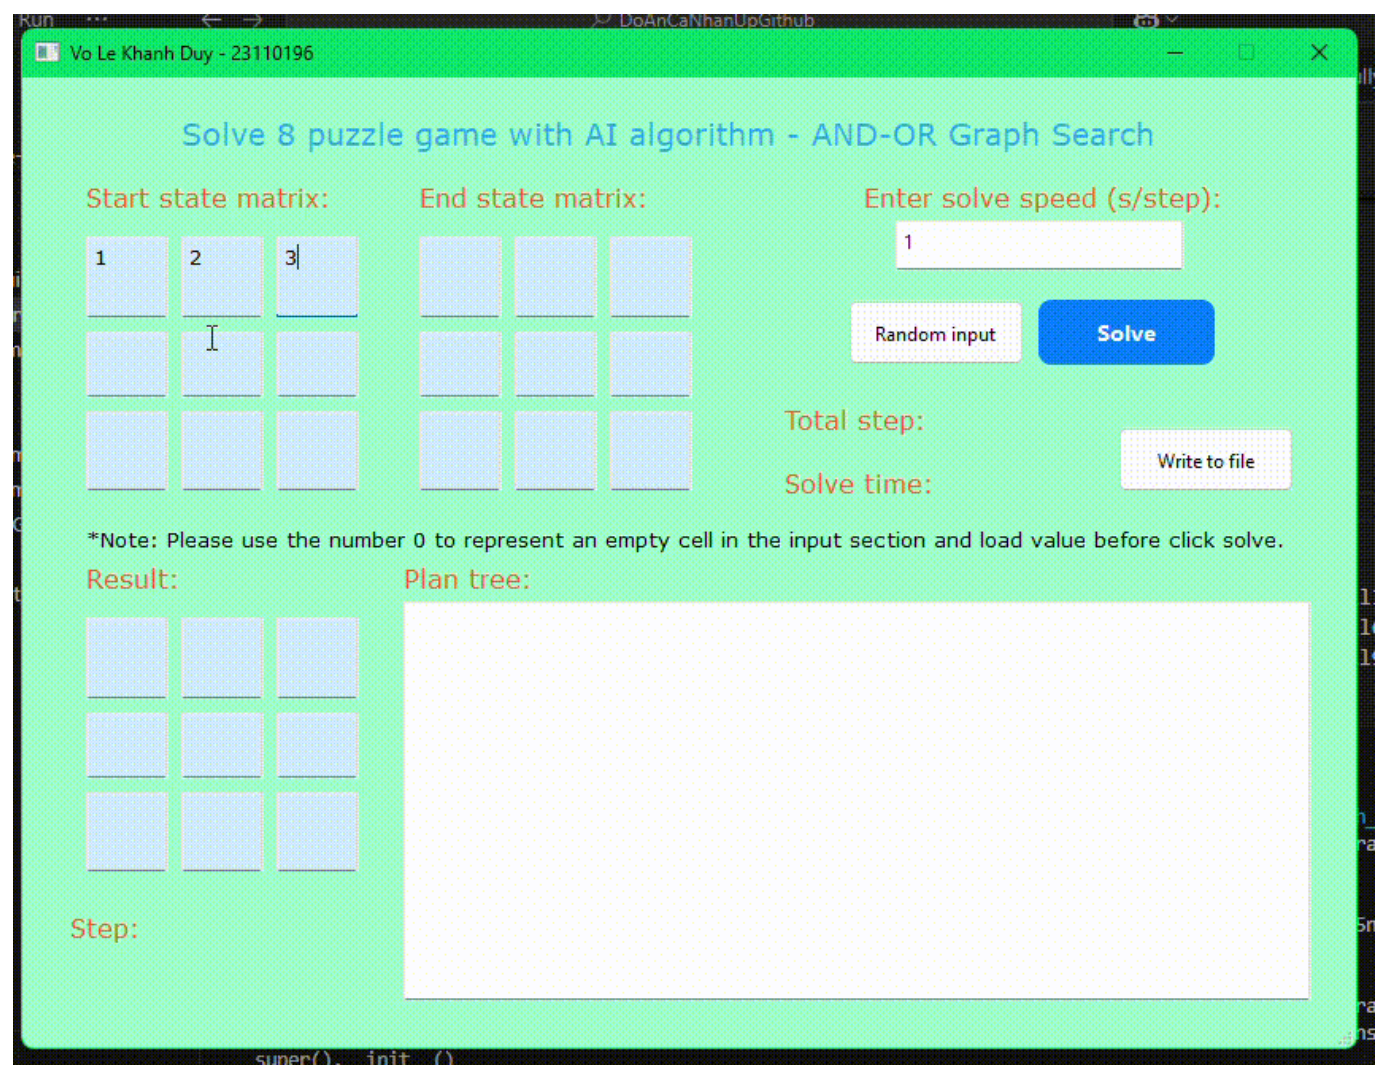 Run ... DoAnCaNhanUpGithub
Vo Le Khanh Duy - 23110196
Solve 8 puzzle game with AI algorithm - AND-OR Graph Search
Start state matrix: End state matrix: Enter solve speed (s/step):
1 2 3 1
Random input Solve
Total step:
Write to file
Solve time:
*Note: Please use the number 0 to represent an empty cell in the input section and load value before click solve.
Result: Plan tree:
Step:
super().__init__()